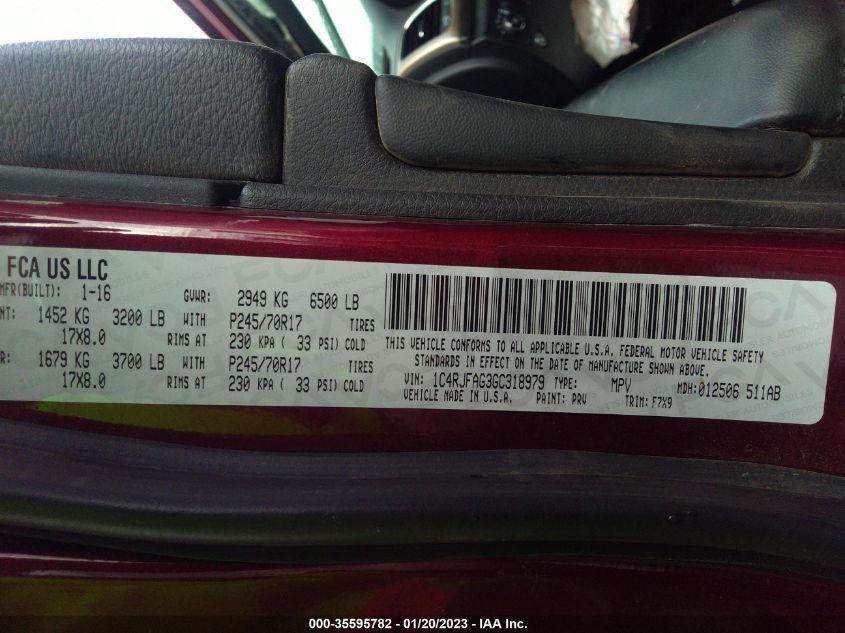 FCA US LLC
MFR(BUILT): 1-16 GVWR: 2949 KG 6500 LB
NT: 1452 KG 3200 LB WITH P245/70R17 TIRES
17X8.0 RIMS AT 230 KPA ( 33 PSI) COLD
R: 1679 KG 3700 LB WITH P245/70R17 TIRES
17X8.0 RIMS AT 230 KPA ( 33 PSI) COLD
THIS VEHICLE CONFORMS TO ALL APPLICABLE U.S.A. FEDERAL MOTOR VEHICLE SAFETY
STANDARDS IN EFFECT ON THE DATE OF MANUFACTURE SHOWN ABOVE.
VIN: 1C4RJFAG3GC318979 TYPE: MPV MDH:012506 511AB
VEHICLE MADE IN U.S.A. PAINT: PRV TRIM: F7X9
000-35595782 - 01/20/2023 - IAA Inc.